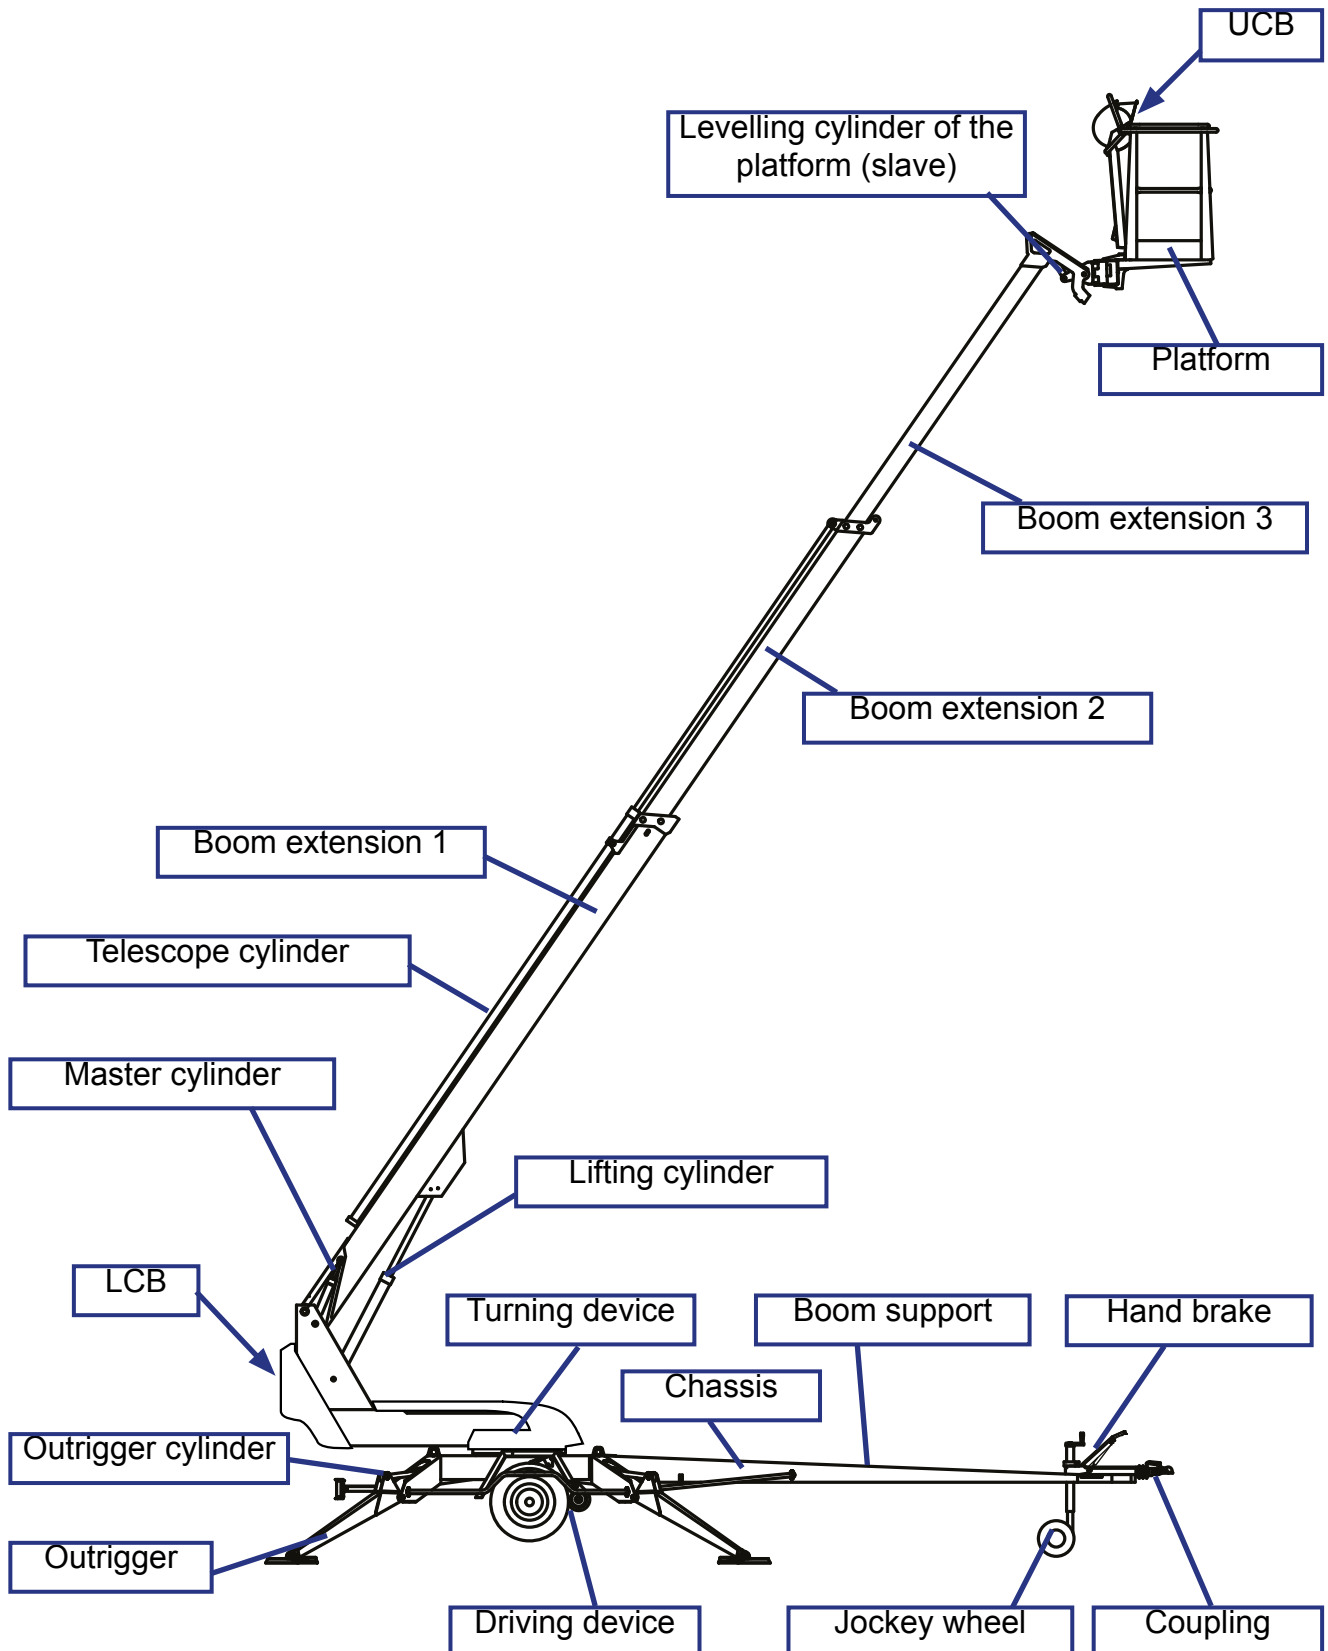 UCB
Levelling cylinder of the
platform (slave)
Platform
Boom extension 3
Boom extension 2
Boom extension 1
Telescope cylinder
Master cylinder
Lifting cylinder
LCB
Turning device
Boom support
Hand brake
Chassis
Outrigger cylinder
Outrigger
Driving device
Jockey wheel
Coupling